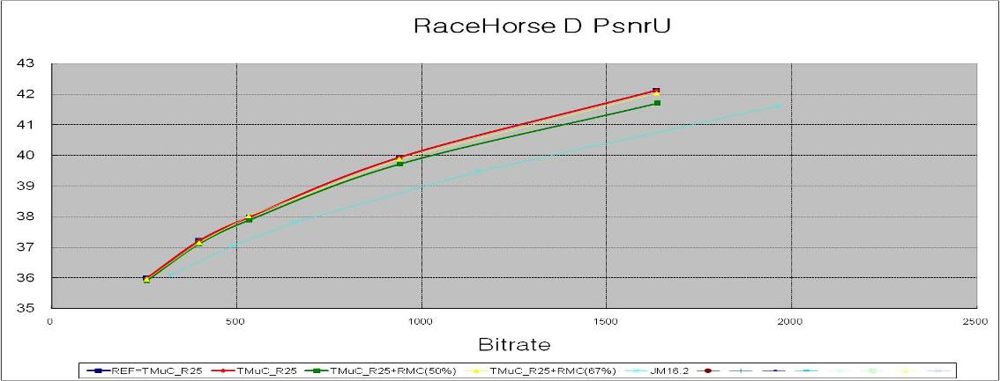 RaceHorse D PsnrU
43
42
41
40
39
38
37
36
35
0 500 1000 1500 2000 2500
Bitrate
REF=TMuC_R25 TMuC_R25 TMuC_R25+RMC(50%) TMuC_R25+RMC(67%) JM16.2